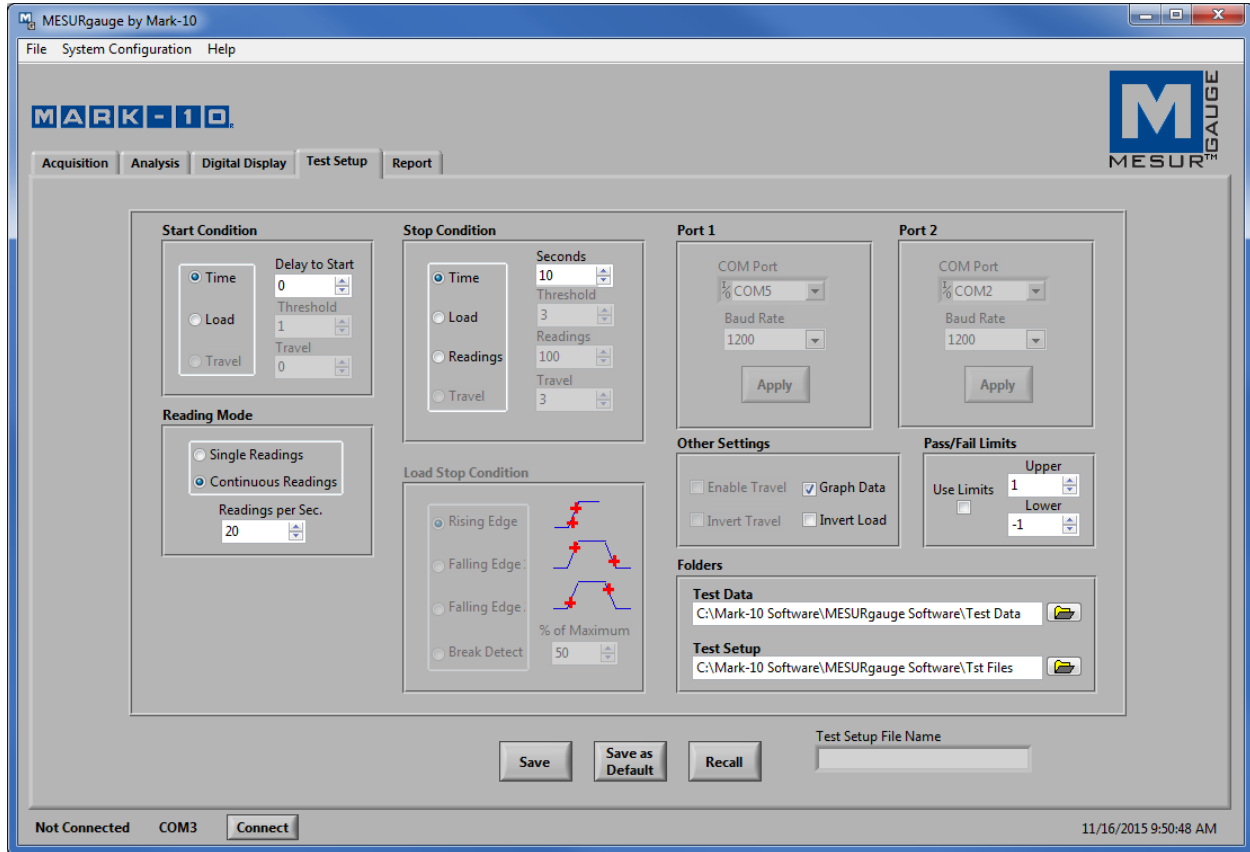 MESURgauge by Mark-10
File System Configuration Help
MARK-10
M
MESUR™
GAUGE
Acquisition Analysis Digital Display Test Setup Report
Start Condition
Time
Load
Travel
Delay to Start
0
Threshold
1
Travel
0
Reading Mode
Single Readings
Continuous Readings
Readings per Sec.
20
Stop Condition
Time
Load
Readings
Travel
Seconds
10
Threshold
3
Readings
100
Travel
3
Load Stop Condition
Rising Edge
Falling Edge
Falling Edge
Break Detect
% of Maximum
50
Port 1
COM Port
COM5
Baud Rate
1200
Apply
Port 2
COM Port
COM2
Baud Rate
1200
Apply
Other Settings
Enable Travel Graph Data
Invert Travel Invert Load
Pass/Fail Limits
Use Limits
Upper
1
Lower
-1
Folders
Test Data
C:\Mark-10 Software\MESURgauge Software\Test Data
Test Setup
C:\Mark-10 Software\MESURgauge Software\Tst Files
Save
Save as
Default
Recall
Test Setup File Name
Not Connected COM3 Connect
11/16/2015 9:50:48 AM